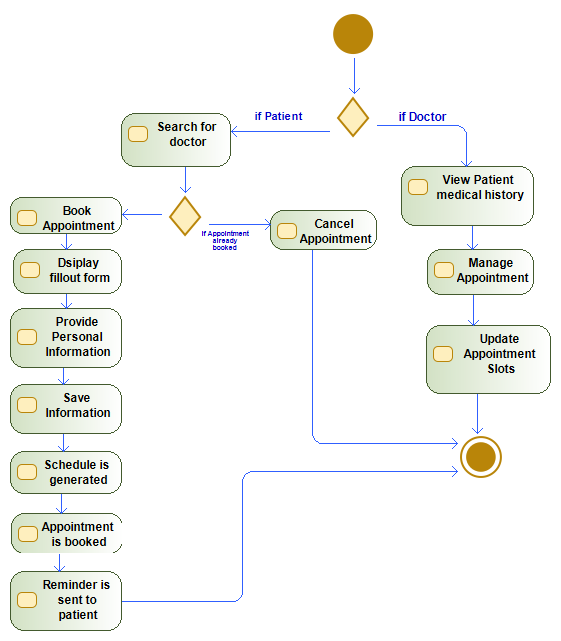 if Patient
if Doctor
Search for
doctor
View Patient
medical history
Book
Appointment
if Appointment
already
booked
Cancel
Appointment
Dsiplay
fillout form
Manage
Appointment
Provide
Personal
Information
Update
Appointment
Slots
Save
Information
Schedule is
generated
Appointment
is booked
Reminder is
sent to
patient